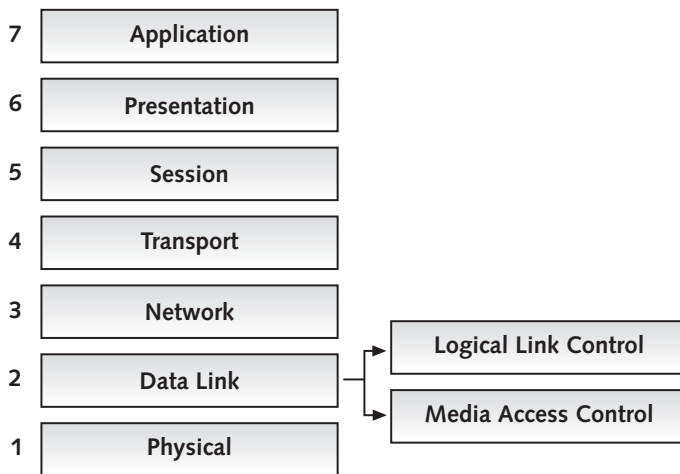 7 Application
6 Presentation
5 Session
4 Transport
3 Network
Logical Link Control
2 Data Link
Media Access Control
1 Physical